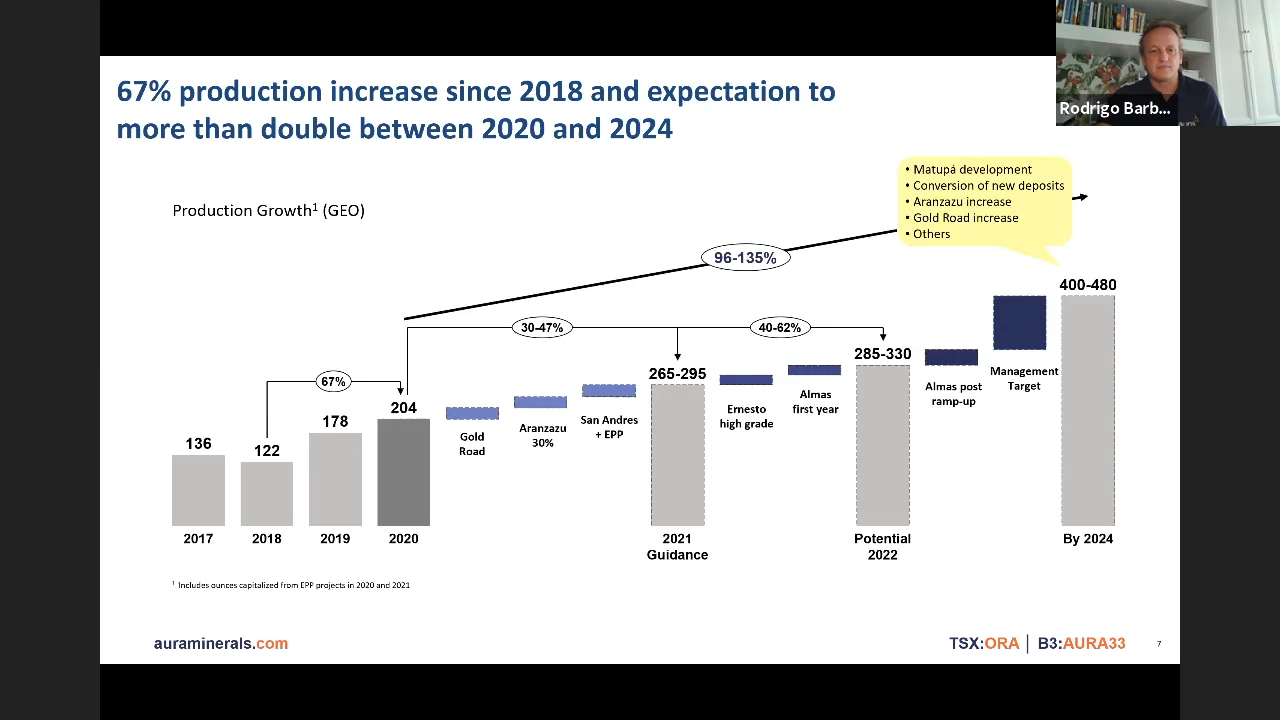 67% production increase since 2018 and expectation to
more than double between 2020 and 2024
Rodrigo Barb...
Production Growth¹ (GEO)
• Matupá development
• Conversion of new deposits
• Aranzazu increase
• Gold Road increase
• Others
96-135%
400-480
30-47%
40-62%
285-330
265-295
67%
204
178
136
122
Gold
Road
Aranzazu
30%
San Andres
+ EPP
Ernesto
high grade
Almas
first year
Almas post
ramp-up
Management
Target
2017
2018
2019
2020
2021
Guidance
Potential
2022
By 2024
¹ Includes ounces capitalized from EPP projects in 2020 and 2021
auraminerals.com
TSX:ORA | B3:AURA33
7